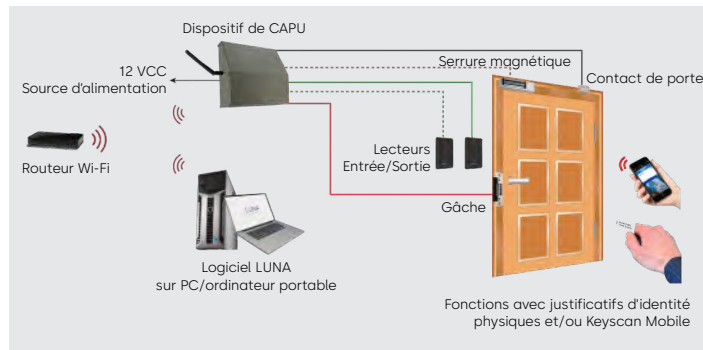 Dispositif de CAPU
12 VCC
Source d'alimentation
Serrure magnétique
Contact de porte
Routeur Wi-Fi
Lecteurs
Entrée/Sortie
Gâche
LUNA
Logiciel LUNA
sur PC/ordinateur portable
Fonctions avec justificatifs d'identité
physiques et/ou Keyscan Mobile